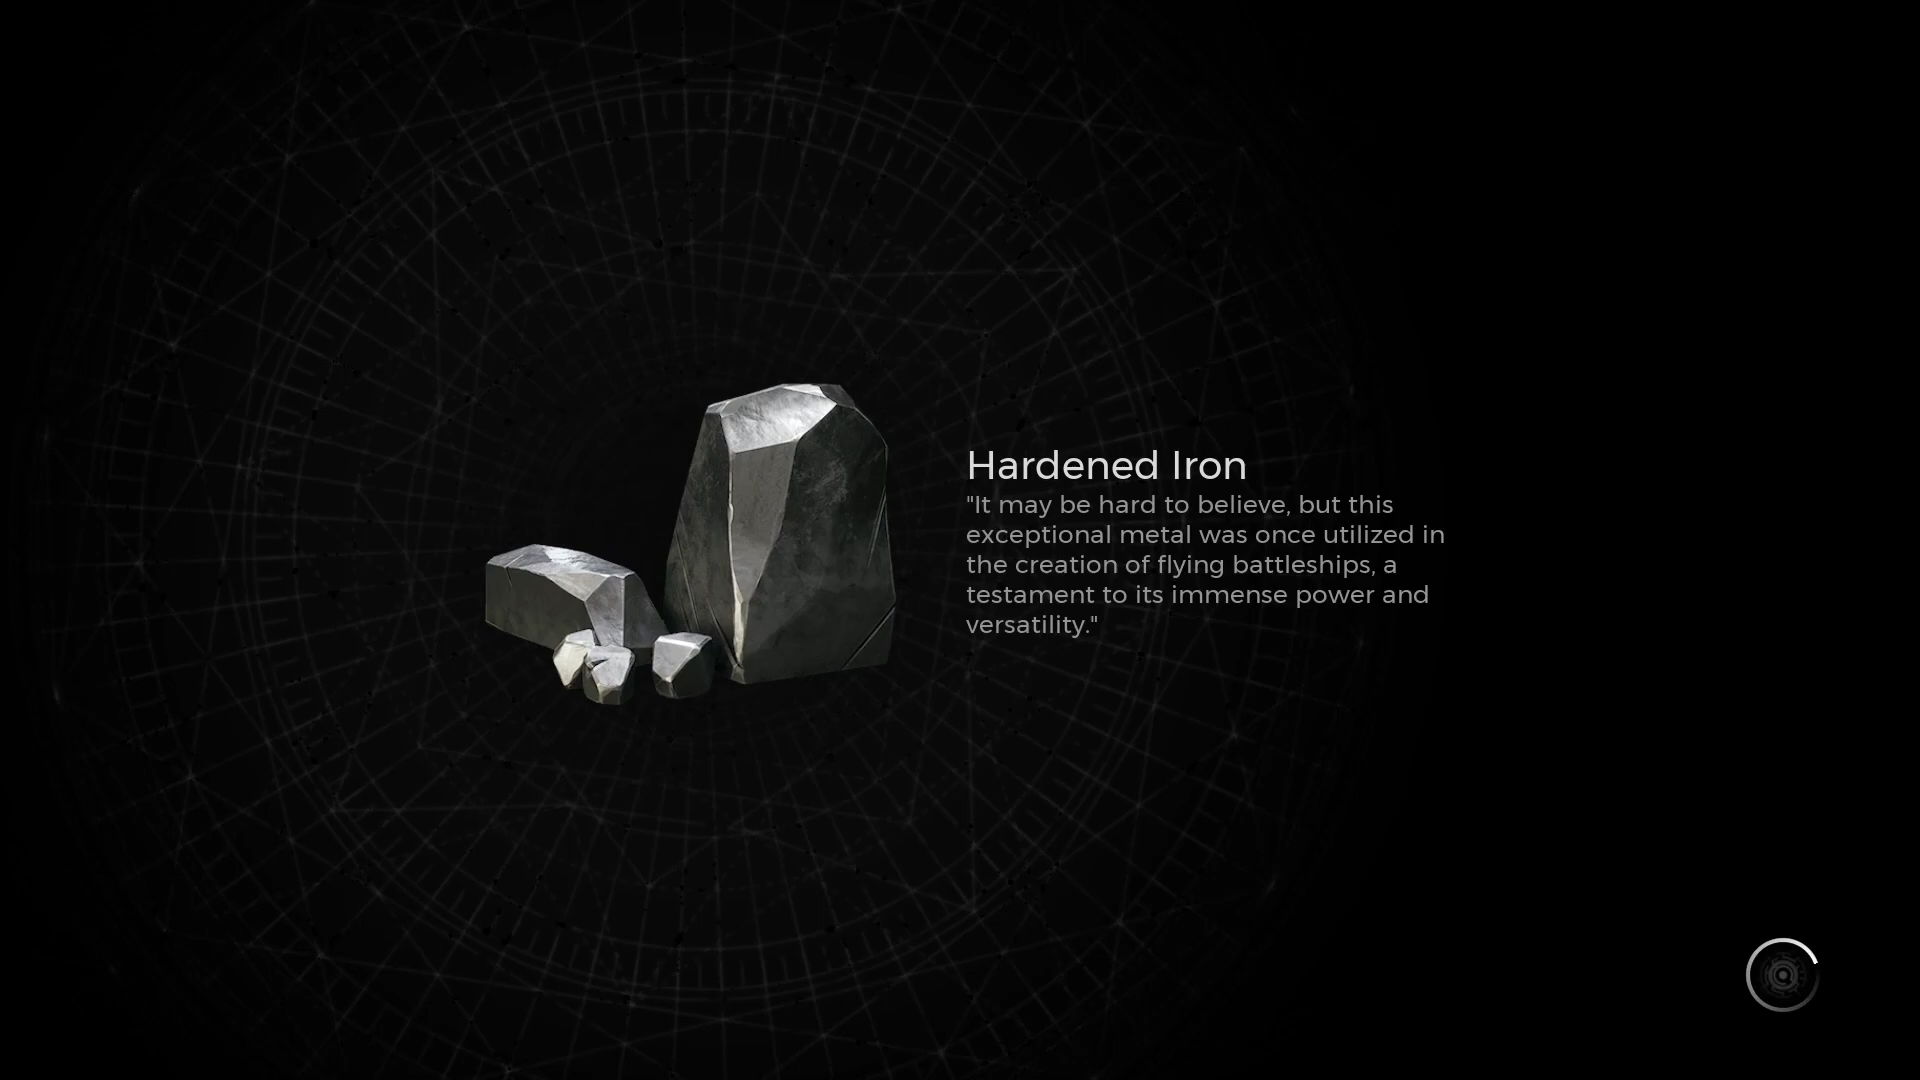 Hardened Iron
"It may be hard to believe, but this
exceptional metal was once utilized in
the creation of flying battleships, a
testament to its immense power and
versatility."